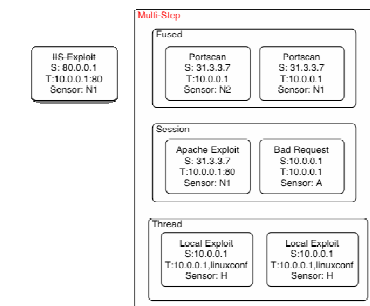 Multi-Step
IIS-Exploit
S: 80.0.0.1
T:10.0.0.1:80
Sensor: N1
Fused
Portscan
S: 31.3.3.7
T:10.0.0.1
Sensor: N2
Portscan
S: 31.3.3.7
T:10.0.0.1
Sensor: N1
Session
Apache Exploit
S: 31.3.3.7
T:10.0.0.1:80
Sensor: N1
Bad Request
S:10.0.0.1
T:10.0.0.1
Sensor: A
Thread
Local Exploit
S:10.0.0.1
T:10.0.0.1,linuxconf
Sensor: H
Local Exploit
S:10.0.0.1
T:10.0.0.1,linuxconf
Sensor: H